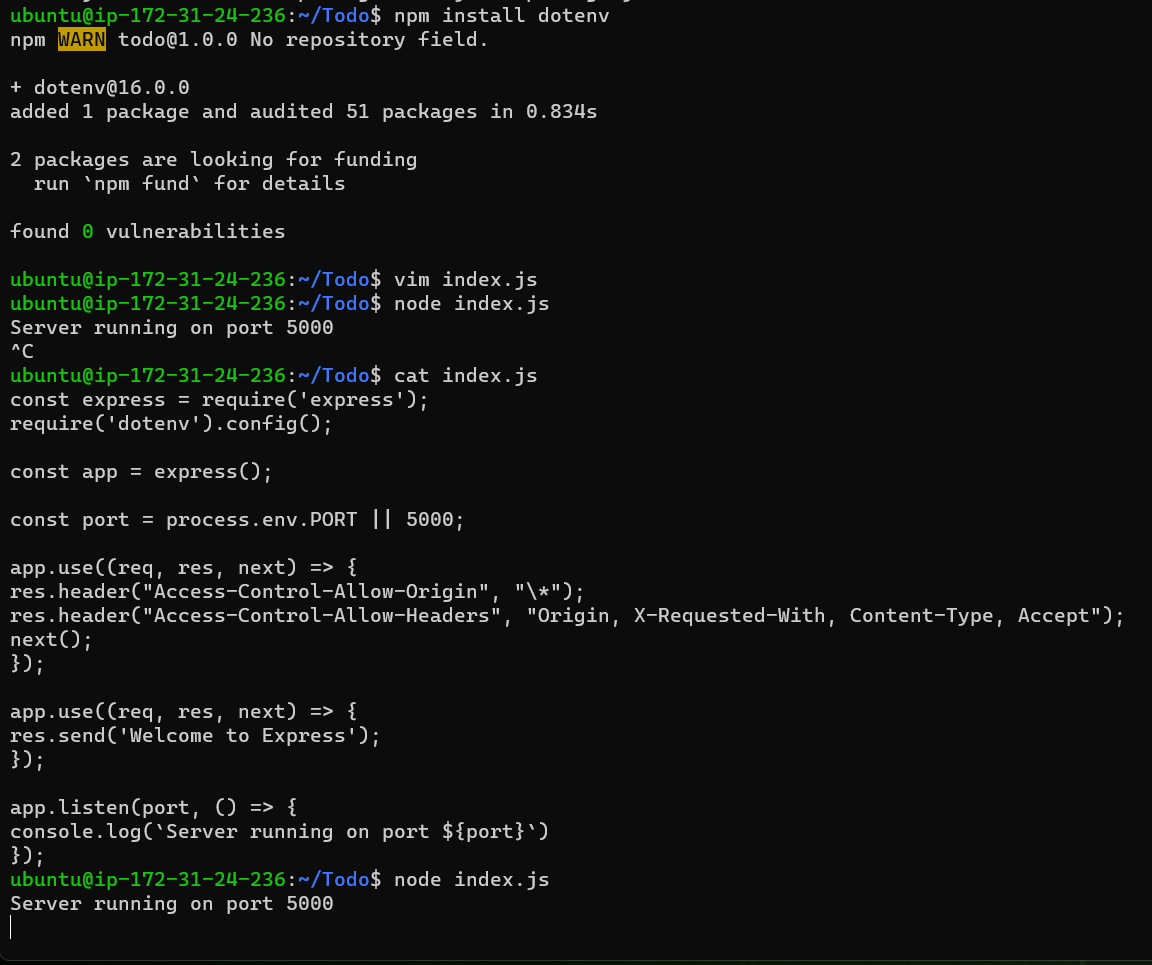 ubuntu@ip-172-31-24-236:~/Todo$ npm install dotenv
npm WARN todo@1.0.0 No repository field.
+ dotenv@16.0.0
added 1 package and audited 51 packages in 0.834s
2 packages are looking for funding
  run `npm fund` for details
found 0 vulnerabilities
ubuntu@ip-172-31-24-236:~/Todo$ vim index.js
ubuntu@ip-172-31-24-236:~/Todo$ node index.js
Server running on port 5000
^C
ubuntu@ip-172-31-24-236:~/Todo$ cat index.js
const express = require('express');
require('dotenv').config();
const app = express();
const port = process.env.PORT || 5000;
app.use((req, res, next) => {
res.header("Access-Control-Allow-Origin", "\*");
res.header("Access-Control-Allow-Headers", "Origin, X-Requested-With, Content-Type, Accept");
next();
});
app.use((req, res, next) => {
res.send('Welcome to Express');
});
app.listen(port, () => {
console.log(`Server running on port ${port}`)
});
ubuntu@ip-172-31-24-236:~/Todo$ node index.js
Server running on port 5000